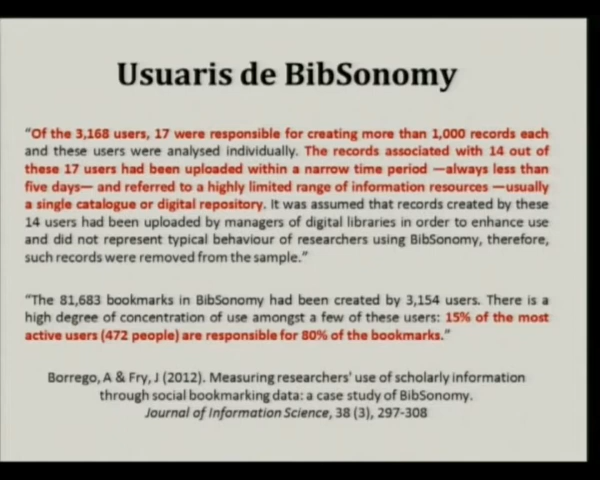 Usuaris de BibSonomy
“Of the 3,168 users, 17 were responsible for creating more than 1,000 records each
and these users were analysed individually. The records associated with 14 out of
these 17 users had been uploaded within a narrow time period —always less than
five days— and referred to a highly limited range of information resources —usually
a single catalogue or digital repository. It was assumed that records created by these
14 users had been uploaded by managers of digital libraries in order to enhance use
and did not represent typical behaviour of researchers using BibSonomy, therefore,
such records were removed from the sample.”
“The 81,683 bookmarks in BibSonomy had been created by 3,154 users. There is a
high degree of concentration of use amongst a few of these users: 15% of the most
active users (472 people) are responsible for 80% of the bookmarks.”
Borrego, A & Fry, J (2012). Measuring researchers’ use of scholarly information
through social bookmarking data: a case study of BibSonomy.
Journal of Information Science, 38 (3), 297-308